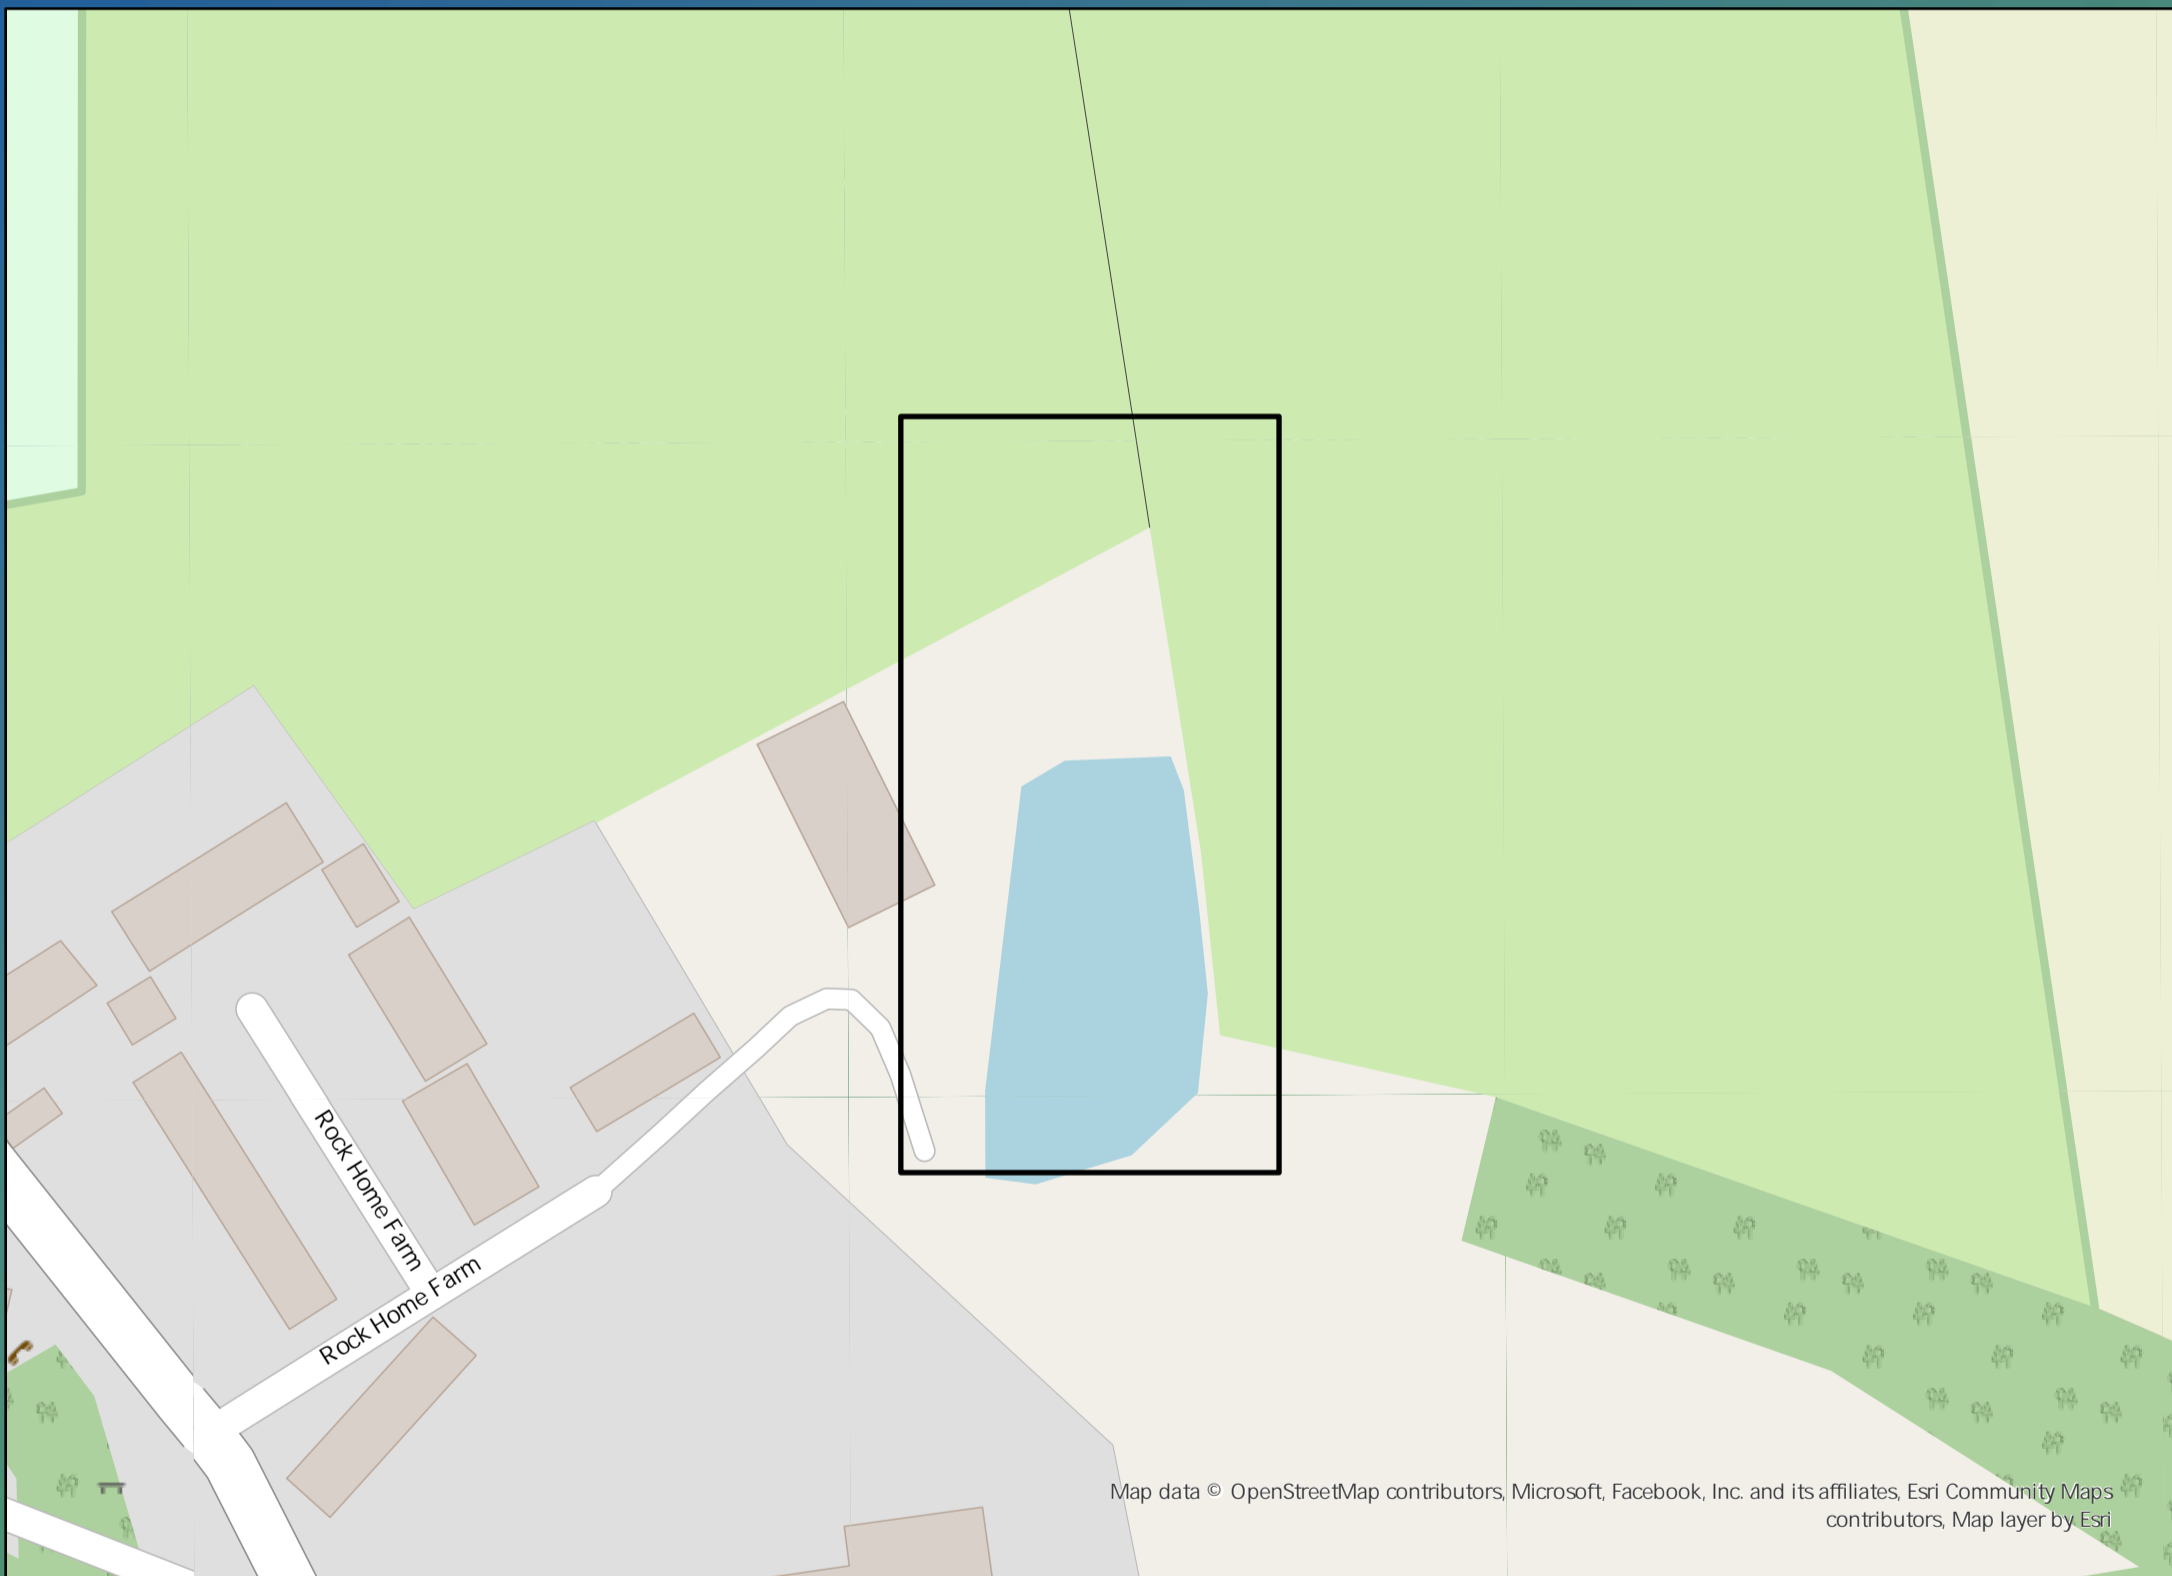 Rock Home Farm
Rock Home Farm
Map data © OpenStreetMap contributors, Microsoft, Facebook, Inc. and its affiliates, Esri Community Maps
contributors, Map layer by Esri